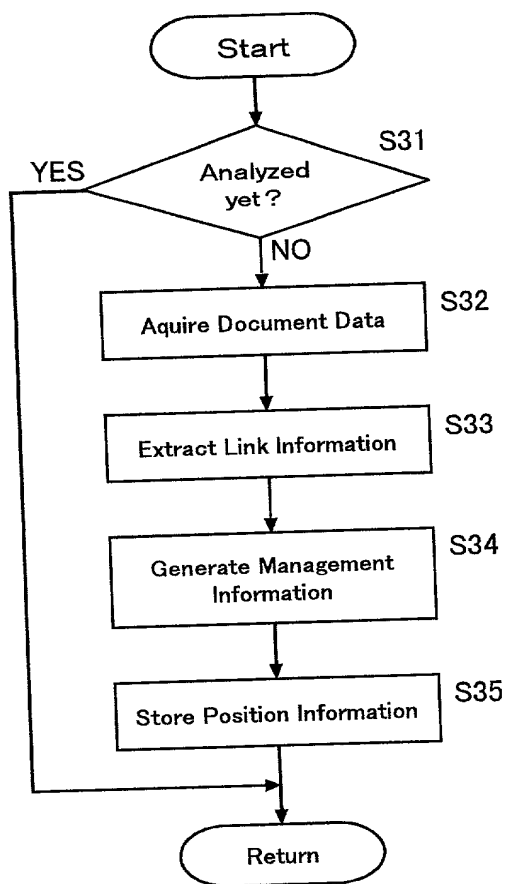 Start
S31
YES
Analyzed
yet?
NO
S32
Aquire Document Data
S33
Extract Link Information
S34
Generate Management
Information
S35
Store Position Information
Return